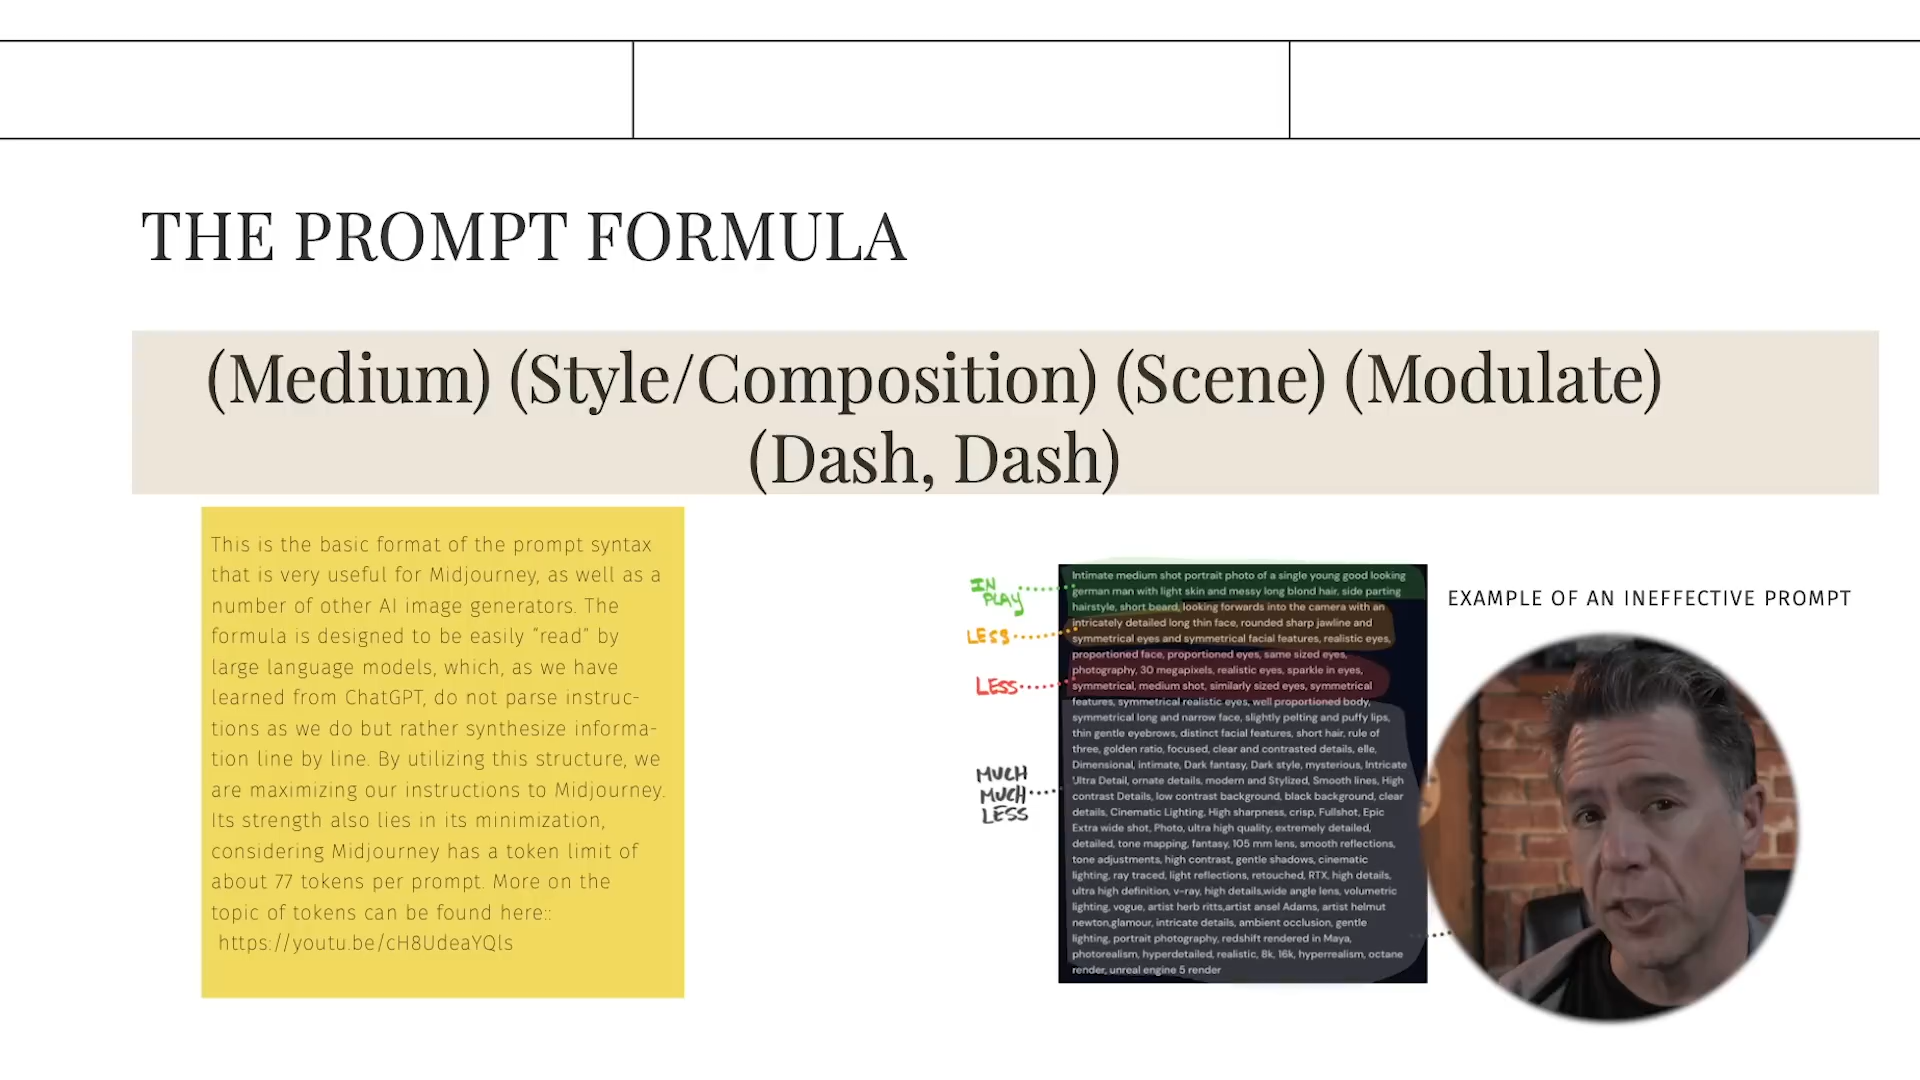 THE PROMPT FORMULA
(Medium) (Style/Composition) (Scene) (Modulate)
(Dash, Dash)
This is the basic format of the prompt syntax
that is very useful for Midjourney, as well as a
number of other AI image generators. The
formula is designed to be easily “read” by
large language models, which, as we have
learned from ChatGPT, do not parse instruc-
tions as we do but rather synthesize informa-
tion line by line. By utilizing this structure, we
are maximizing our instructions to Midjourney.
Its strength also lies in its minimization,
considering Midjourney has a token limit of
about 77 tokens per prompt. More on the
topic of tokens can be found here::
https://youtu.be/cH8UdeaYQls
IN
PLAY
LESS
LESS
MUCH
MUCH
LESS
Intimate medium shot portrait photo of a single young good looking
german man with light skin and messy long blond hair, side parting
hairstyle, short beard, looking forwards into the camera with an
intricately detailed long thin face, rounded sharp jawline and
symmetrical eyes and symmetrical facial features, realistic eyes,
proportioned face, proportioned eyes, same sized eyes,
photography, 30 megapixels, realistic eyes, sparkle in eyes,
symmetrical, medium shot, similarly sized eyes, symmetrical
features, symmetrical realistic eyes, well proportioned body,
symmetrical long and narrow face, slightly pelting and puffy lips,
thin gentle eyebrows, distinct facial features, short hair, rule of
three, golden ratio, focused, clear and contrasted details, elle,
Dimensional, intimate, Dark fantasy, Dark style, mysterious, Intricate
Ultra Detail, ornate details, modern and Stylized, Smooth lines, High
contrast Details, low contrast background, black background, clear
details, Cinematic Lighting, High sharpness, crisp, Fullshot, Epic
Extra wide shot, Photo, ultra high quality, extremely detailed,
detailed, tone mapping, fantasy, 105 mm lens, smooth reflections,
tone adjustments, high contrast, gentle shadows, cinematic
lighting, ray traced, light reflections, retouched, RTX, high details,
ultra high definition, v-ray, high details,wide angle lens, volumetric
lighting, vogue, artist herb ritts,artist ansel Adams, artist helmut
newton,glamour, intricate details, ambient occlusion, gentle
lighting, portrait photography, redshift rendered in Maya,
photorealism, hyperdetailed, realistic, 8k, 16k, hyperrealism, octane
render, unreal engine 5 render
EXAMPLE OF AN INEFFECTIVE PROMPT